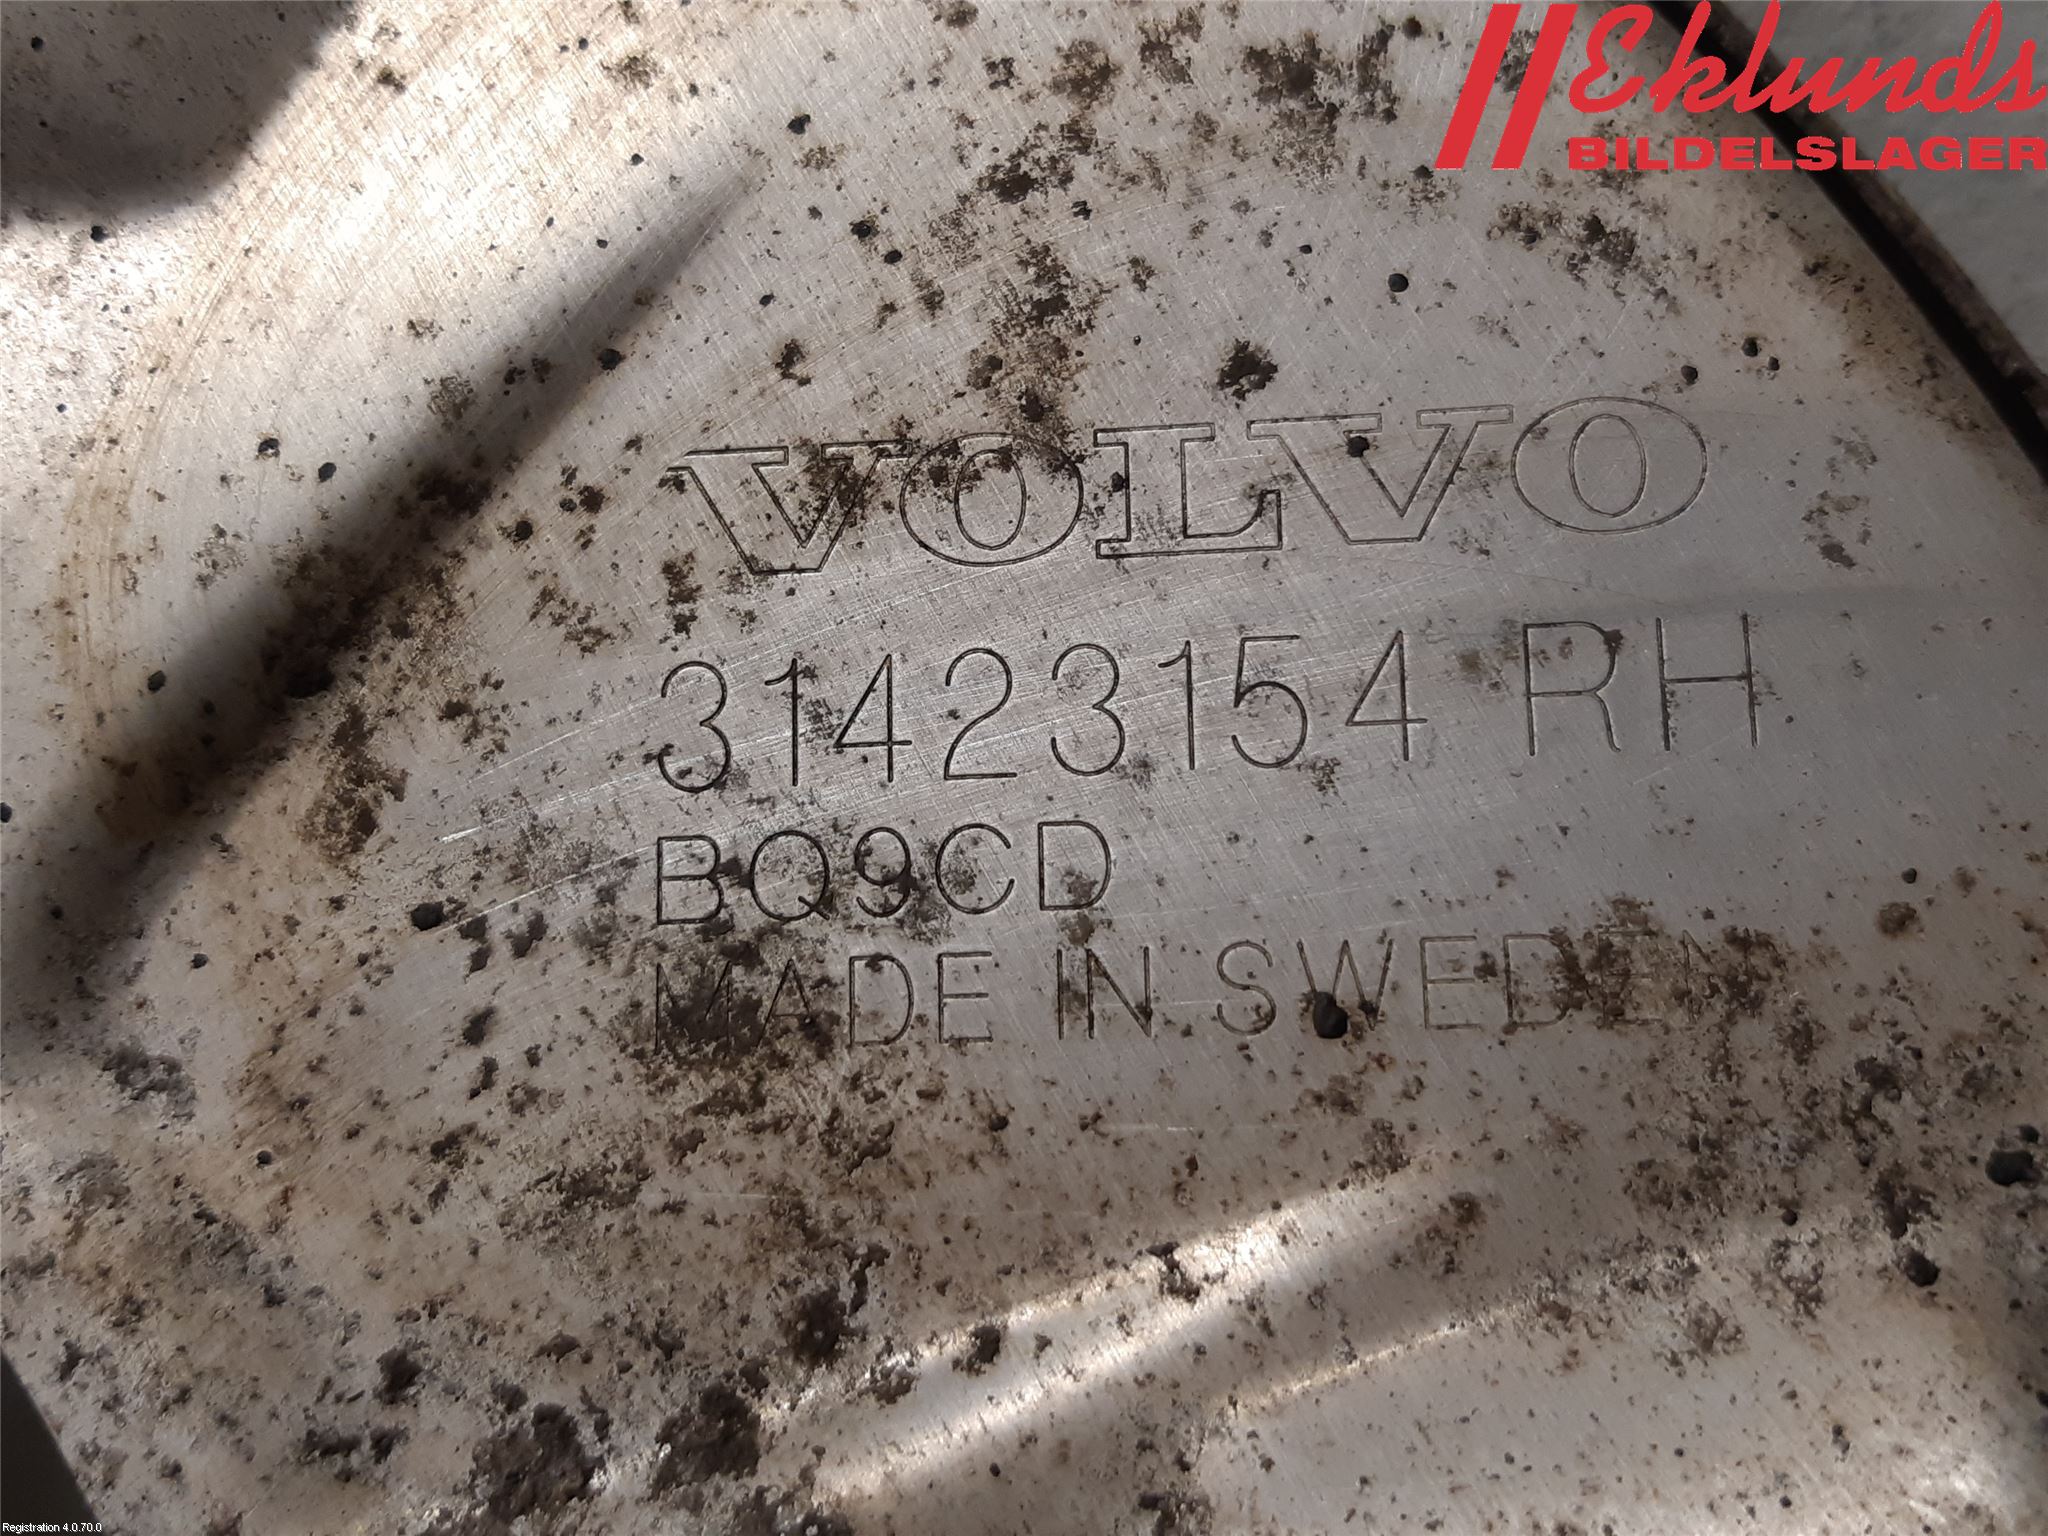 Eklunds
BILDELSLAGER
VOLVO
31423154 RH
BQ9CD
MADE IN SWEDEN
Registration 4.0.70.0